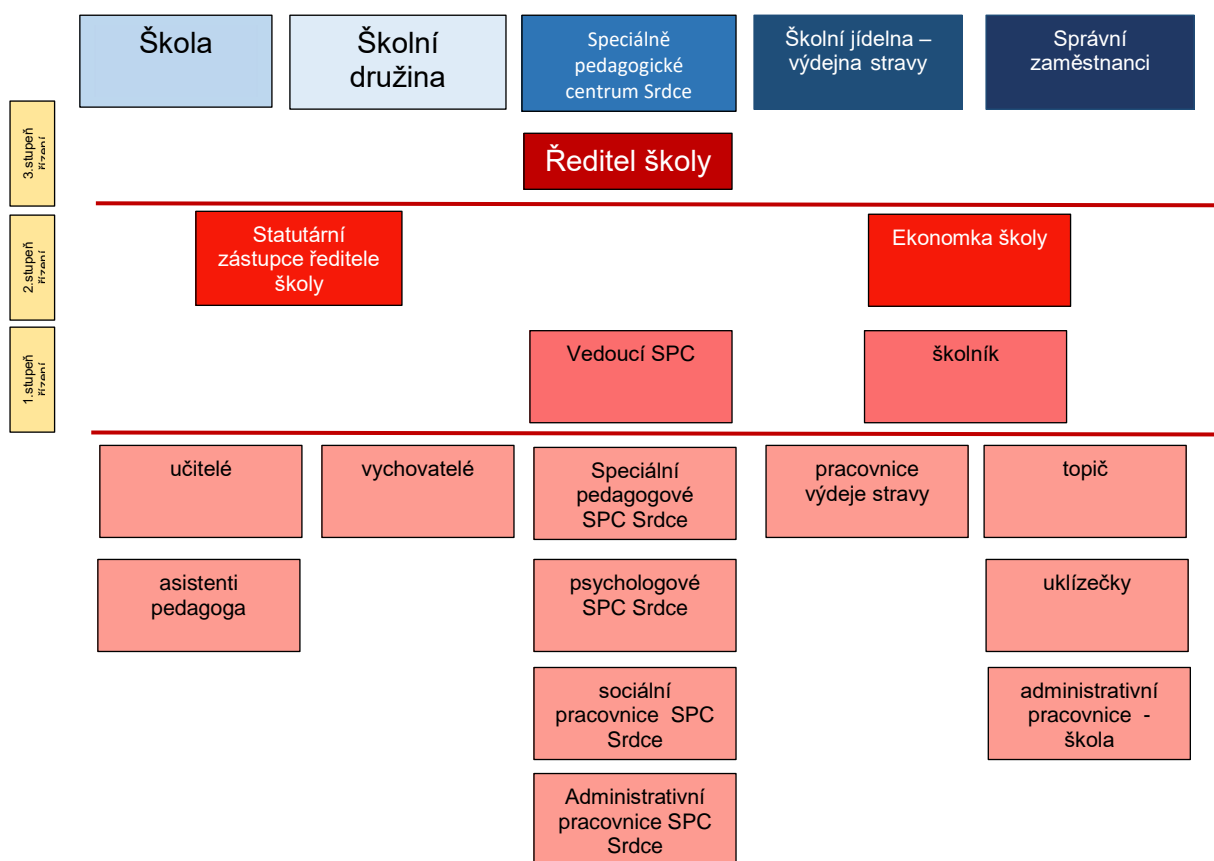 Škola
Školní
družina
Speciálně
pedagogické
centrum Srdce
Školní jídelna –
výdejna stravy
Správní
zaměstnanci
3.stupeň
řízení
Ředitel školy
2.stupeň
řízení
Statutární
zástupce ředitele
školy
Ekonomka školy
1.stupeň
řízení
Vedoucí SPC
školník
učitelé
vychovatelé
Speciální
pedagogové
SPC Srdce
pracovnice
výdeje stravy
topič
asistenti
pedagoga
psychologové
SPC Srdce
uklízečky
sociální
pracovnice SPC
Srdce
administrativní
pracovnice -
škola
Administrativní
pracovnice SPC
Srdce